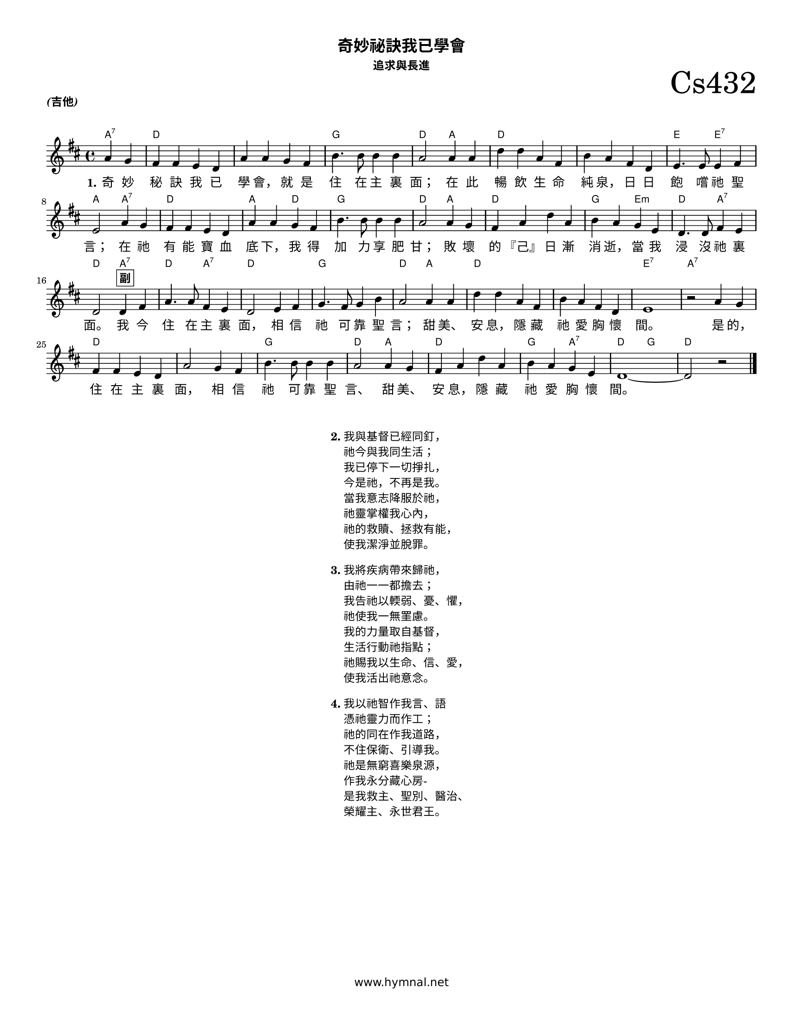 奇妙祕訣我已學會
追求與長進
Cs432
(吉他)
A7 D G D A D E E7
1. 奇 妙 秘 訣 我 已 學 會，就 是 住 在 主 裏 面； 在 此 暢 飲 生 命 純 泉，日 日 飽 嚐 祂 聖
8 A A7 D A D G D A D G Em D A7
言； 在 祂 有 能 寶 血 底 下，我 得 加 力 享 肥 甘； 敗 壞 的『己』日 漸 消 逝，當 我 浸 沒 祂 裏
16 D A7 副 D A7 D G D A D E7 A7
面。 我 今 住 在 主 裏 面， 相 信 祂 可 靠 聖 言； 甜 美、 安 息，隱 藏 祂 愛 胸 懷 間。 是 的，
25 D G D A D G A7 D G D
住 在 主 裏 面， 相 信 祂 可 靠 聖 言、 甜 美、 安 息，隱 藏 祂 愛 胸 懷 間。
2. 我與基督已經同釘，
祂今與我同生活；
我已停下一切掙扎，
今是祂，不再是我。
當我意志降服於祂，
祂靈掌權我心內，
祂的救贖、拯救有能，
使我潔淨並脫罪。
3. 我將疾病帶來歸祂，
由祂一一都擔去；
我告祂以輭弱、憂、懼，
祂使我一無罣慮。
我的力量取自基督，
生活行動祂指點；
祂賜我以生命、信、愛，
使我活出祂意念。
4. 我以祂智作我言、語
憑祂靈力而作工；
祂的同在作我道路，
不住保衛、引導我。
祂是無窮喜樂泉源，
作我永分藏心房-
是我救主、聖別、醫治、
榮耀主、永世君王。
www.hymnal.net